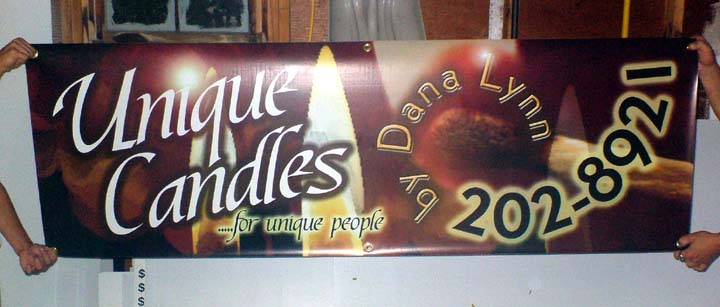 Unique
Candles
.....for unique people
by Dana Lynn
202-8921
$
$
$